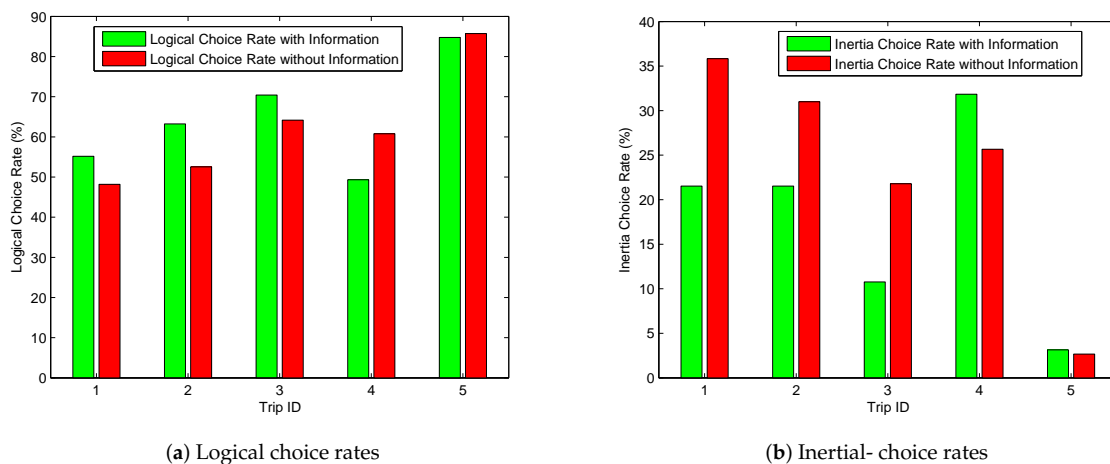 90
80
70
60
50
40
30
20
10
0
Logical Choice Rate (%)
Logical Choice Rate with Information
Logical Choice Rate without Information
1 2 3 4 5
Trip ID
(a) Logical choice rates
40
35
30
25
20
15
10
5
0
Inertia Choice Rate (%)
Inertia Choice Rate with Information
Inertia Choice Rate without Information
1 2 3 4 5
Trip ID
(b) Inertial- choice rates